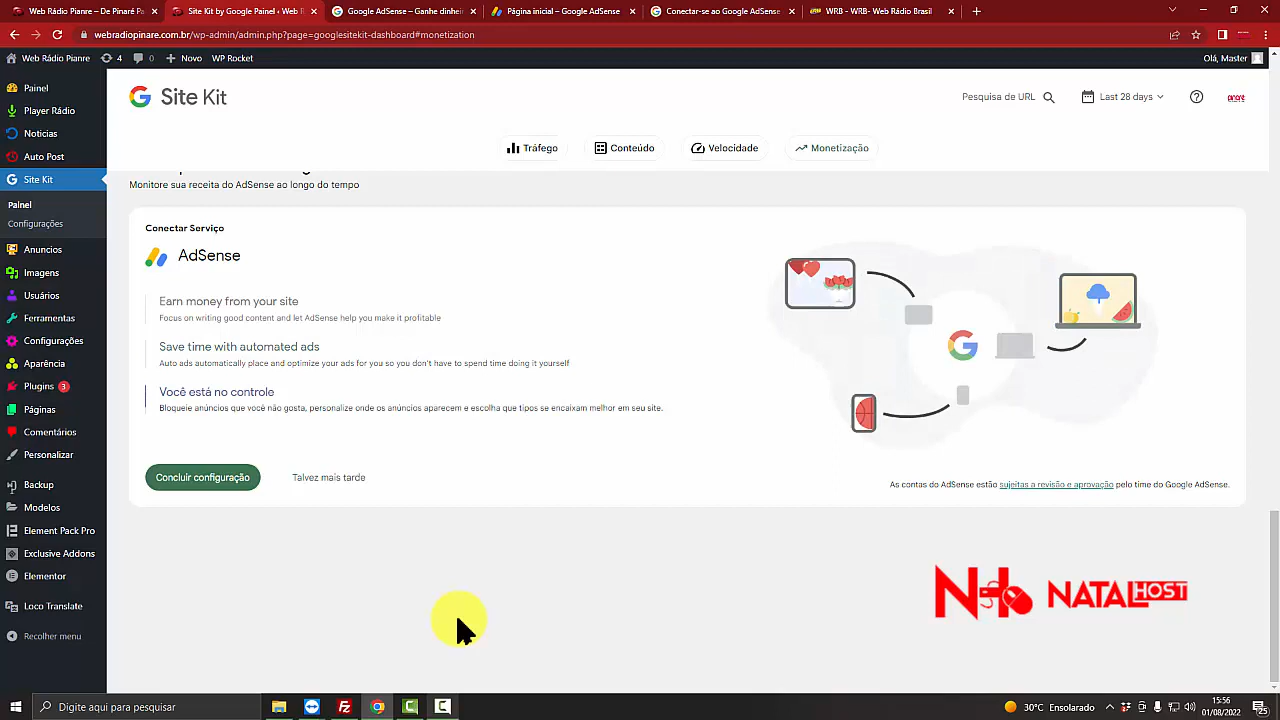 Web Rádio Pianre – De Pinaré Pa
Site Kit by Google Painel ‹ Web R
Google AdSense – Ganhe dinhei
Página inicial – Google AdSense
Conectar-se ao Google AdSense
WRB - WRB- Web Rádio Brasil
webradiopinare.com.br/wp-admin/admin.php?page=googlesitekit-dashboard#monetization
Web Rádio Pianre 4 0 Novo WP Rocket Olá, Master
Painel
Player Rádio
Noticias
Auto Post
Site Kit
Painel
Configurações
Anuncios
Imagens
Usuários
Ferramentas
Configurações
Aparência
Plugins 3
Páginas
Comentários
Personalizar
Backup
Modelos
Element Pack Pro
Exclusive Addons
Elementor
Loco Translate
Recolher menu
Site Kit
Pesquisa de URL
Last 28 days
Tráfego
Conteúdo
Velocidade
Monetização
Monitore sua receita do AdSense ao longo do tempo
Conectar Serviço
AdSense
Earn money from your site
Focus on writing good content and let AdSense help you make it profitable
Save time with automated ads
Auto ads automatically place and optimize your ads for you so you don't have to spend time doing it yourself
Você está no controle
Bloqueie anúncios que você não gosta, personalize onde os anúncios aparecem e escolha que tipos se encaixam melhor em seu site.
Concluir configuração
Talvez mais tarde
As contas do AdSense estão sujeitas a revisão e aprovação pelo time do Google AdSense.
NATALHOST
Digite aqui para pesquisar
30°C Ensolarado
15:56
01/08/2022